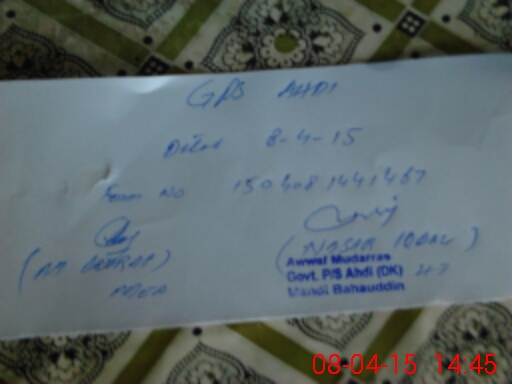 GPS AHDI
Dated 8-4-15
Form No 1504081441467
(NASIR IQBAL)
Awwal Mudarras
Govt. P/S Ahdi (DK)
Mandi Bahauddin
08-04-15 14:45